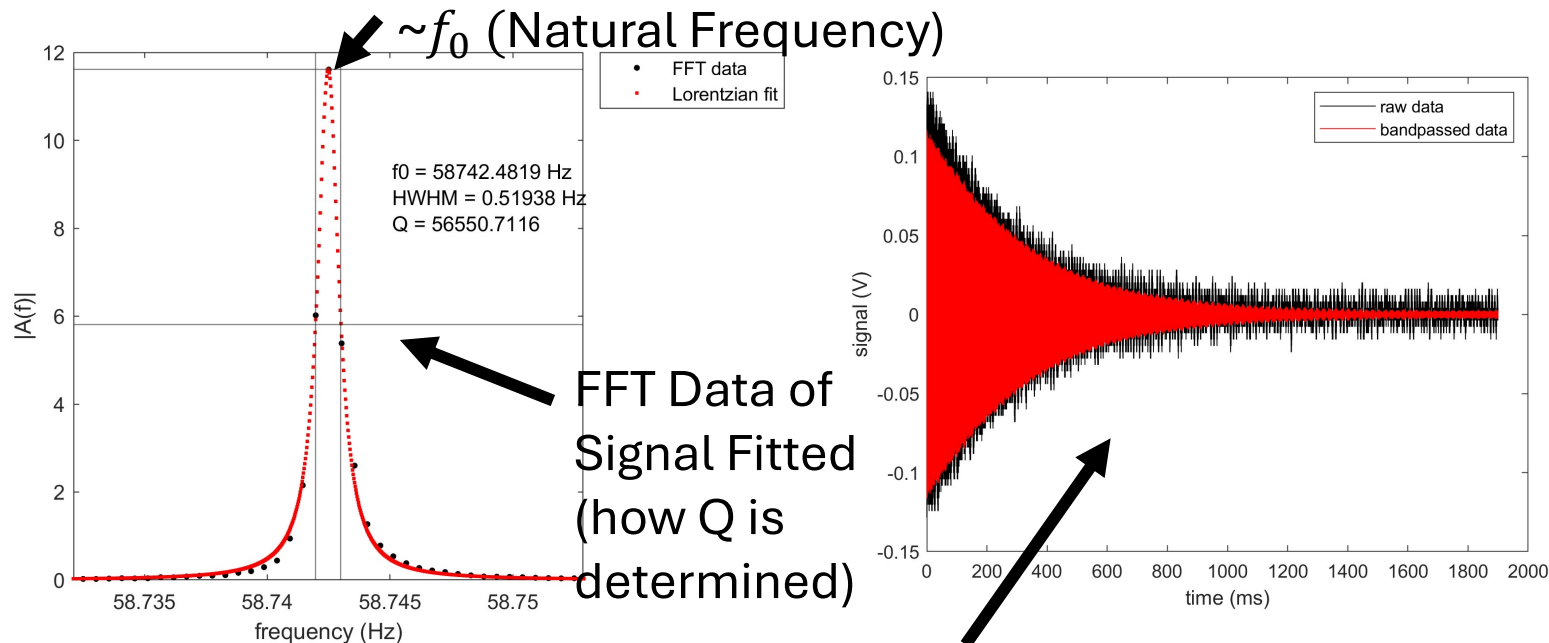 ~f₀ (Natural Frequency)
12
10
8
6
4
2
0
|A(f)|
58.735
58.74
58.745
58.75
frequency (Hz)
FFT data
Lorentzian fit
f0 = 58742.4819 Hz
HWHM = 0.51938 Hz
Q = 56550.7116
FFT Data of
Signal Fitted
(how Q is
determined)
0.15
0.1
0.05
0
-0.05
-0.1
-0.15
signal (V)
0
200
400
600
800
1000
1200
1400
1600
1800
2000
time (ms)
raw data
bandpassed data